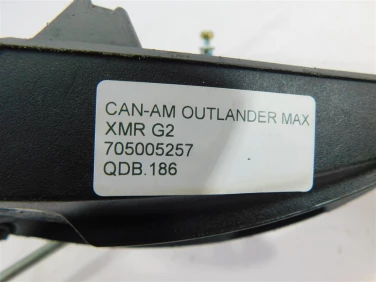 CAN-AM OUTLANDER MAX
XMR G2
705005257
QDB.186